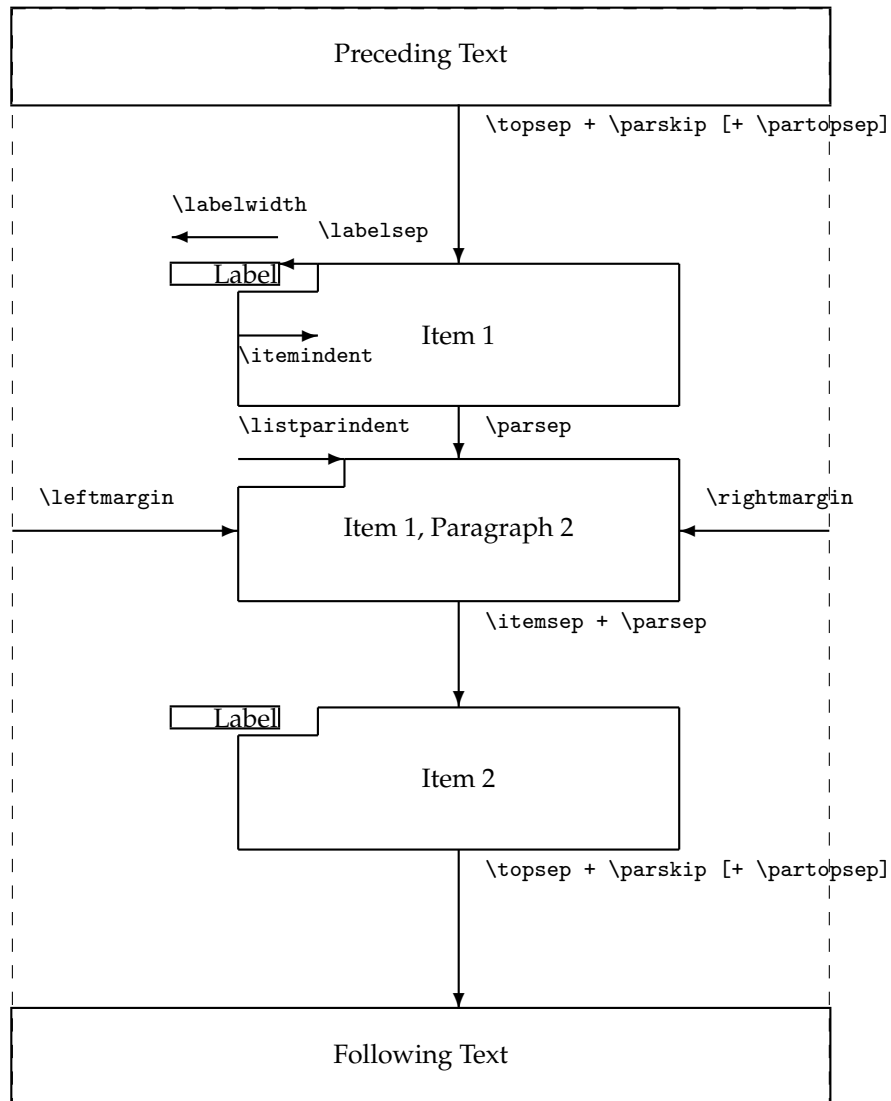 Preceding Text
\topsep + \parskip [+ \partopsep]
\labelwidth
\labelsep
Label
Item 1
\itemindent
\listparindent
\parsep
\leftmargin
\rightmargin
Item 1, Paragraph 2
\itemsep + \parsep
Label
Item 2
\topsep + \parskip [+ \partopsep]
Following Text